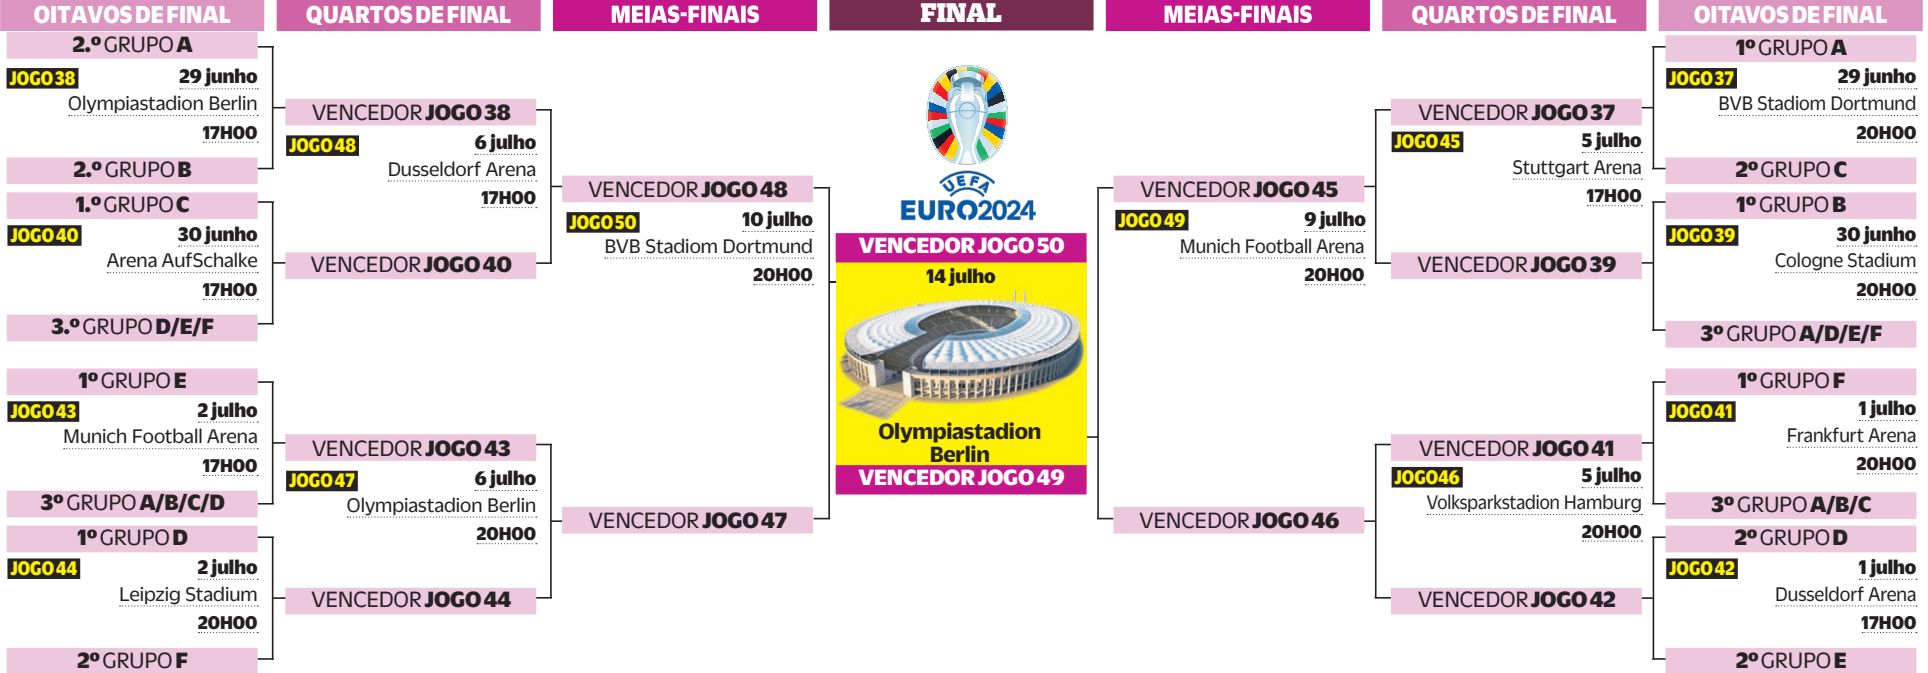 OITAVOS DE FINAL
QUARTOS DE FINAL
MEIAS-FINAIS
FINAL
MEIAS-FINAIS
QUARTOS DE FINAL
OITAVOS DE FINAL
2.º GRUPO A
JOGO 38
29 junho
Olympiastadion Berlin
17H00
2.º GRUPO B
1.º GRUPO C
JOGO 40
30 junho
Arena AufSchalke
17H00
3.º GRUPO D/E/F
1º GRUPO E
JOGO 43
2 julho
Munich Football Arena
17H00
3º GRUPO A/B/C/D
1º GRUPO D
JOGO 44
2 julho
Leipzig Stadium
20H00
2º GRUPO F
VENCEDOR JOGO 38
JOGO 48
6 julho
Dusseldorf Arena
17H00
VENCEDOR JOGO 40
VENCEDOR JOGO 43
JOGO 47
6 julho
Olympiastadion Berlin
20H00
VENCEDOR JOGO 44
VENCEDOR JOGO 48
JOGO 50
10 julho
BVB Stadiom Dortmund
20H00
VENCEDOR JOGO 47
UEFA
EURO2024
VENCEDOR JOGO 50
14 julho
Olympiastadion
Berlin
VENCEDOR JOGO 49
VENCEDOR JOGO 45
JOGO 49
9 julho
Munich Football Arena
20H00
VENCEDOR JOGO 46
VENCEDOR JOGO 37
JOGO 45
5 julho
Stuttgart Arena
17H00
VENCEDOR JOGO 39
VENCEDOR JOGO 41
JOGO46
5 julho
Volksparkstadion Hamburg
20H00
VENCEDOR JOGO 42
1º GRUPO A
JOGO 37
29 junho
BVB Stadiom Dortmund
20H00
2º GRUPO C
1º GRUPO B
JOGO 39
30 junho
Cologne Stadium
20H00
3º GRUPO A/D/E/F
1º GRUPO F
JOGO 41
1 julho
Frankfurt Arena
20H00
3º GRUPO A/B/C
2º GRUPO D
JOGO 42
1 julho
Dusseldorf Arena
17H00
2º GRUPO E